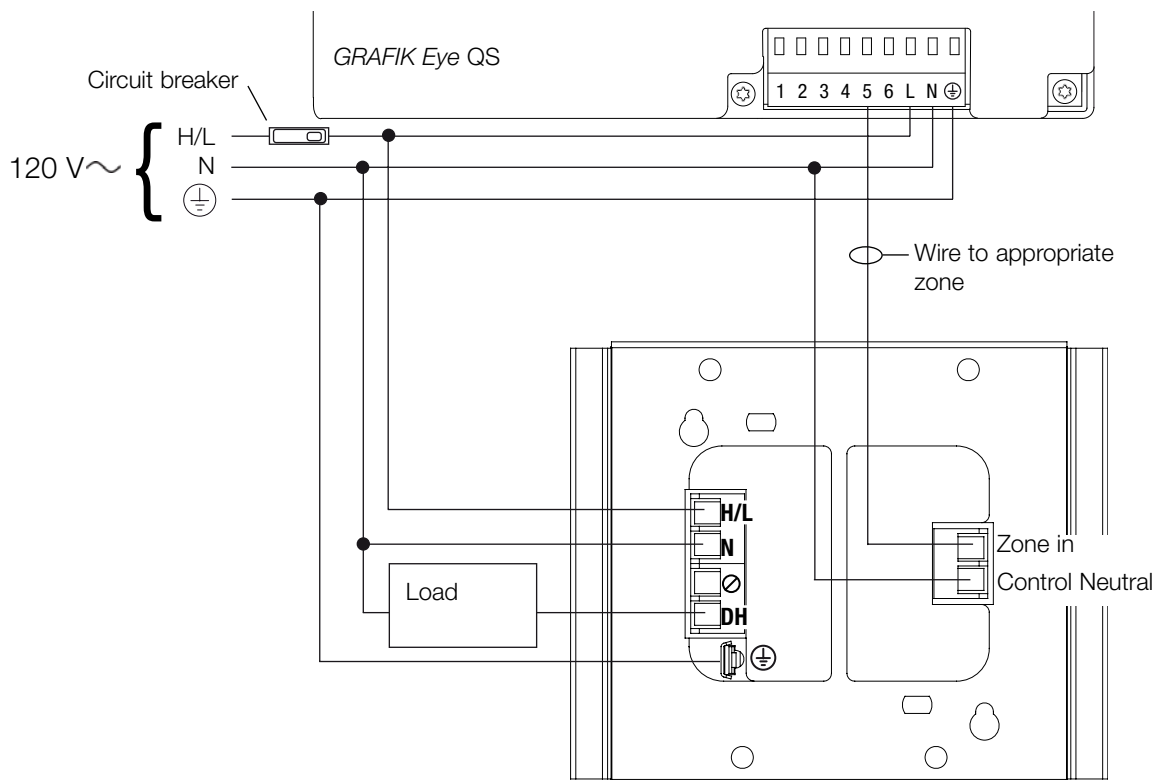 GRAFIK Eye QS
Circuit breaker
1 2 3 4 5 6 L N
H/L
120 V～
N
Wire to appropriate
zone
H/L
N
Zone in
Load
Control Neutral
DH